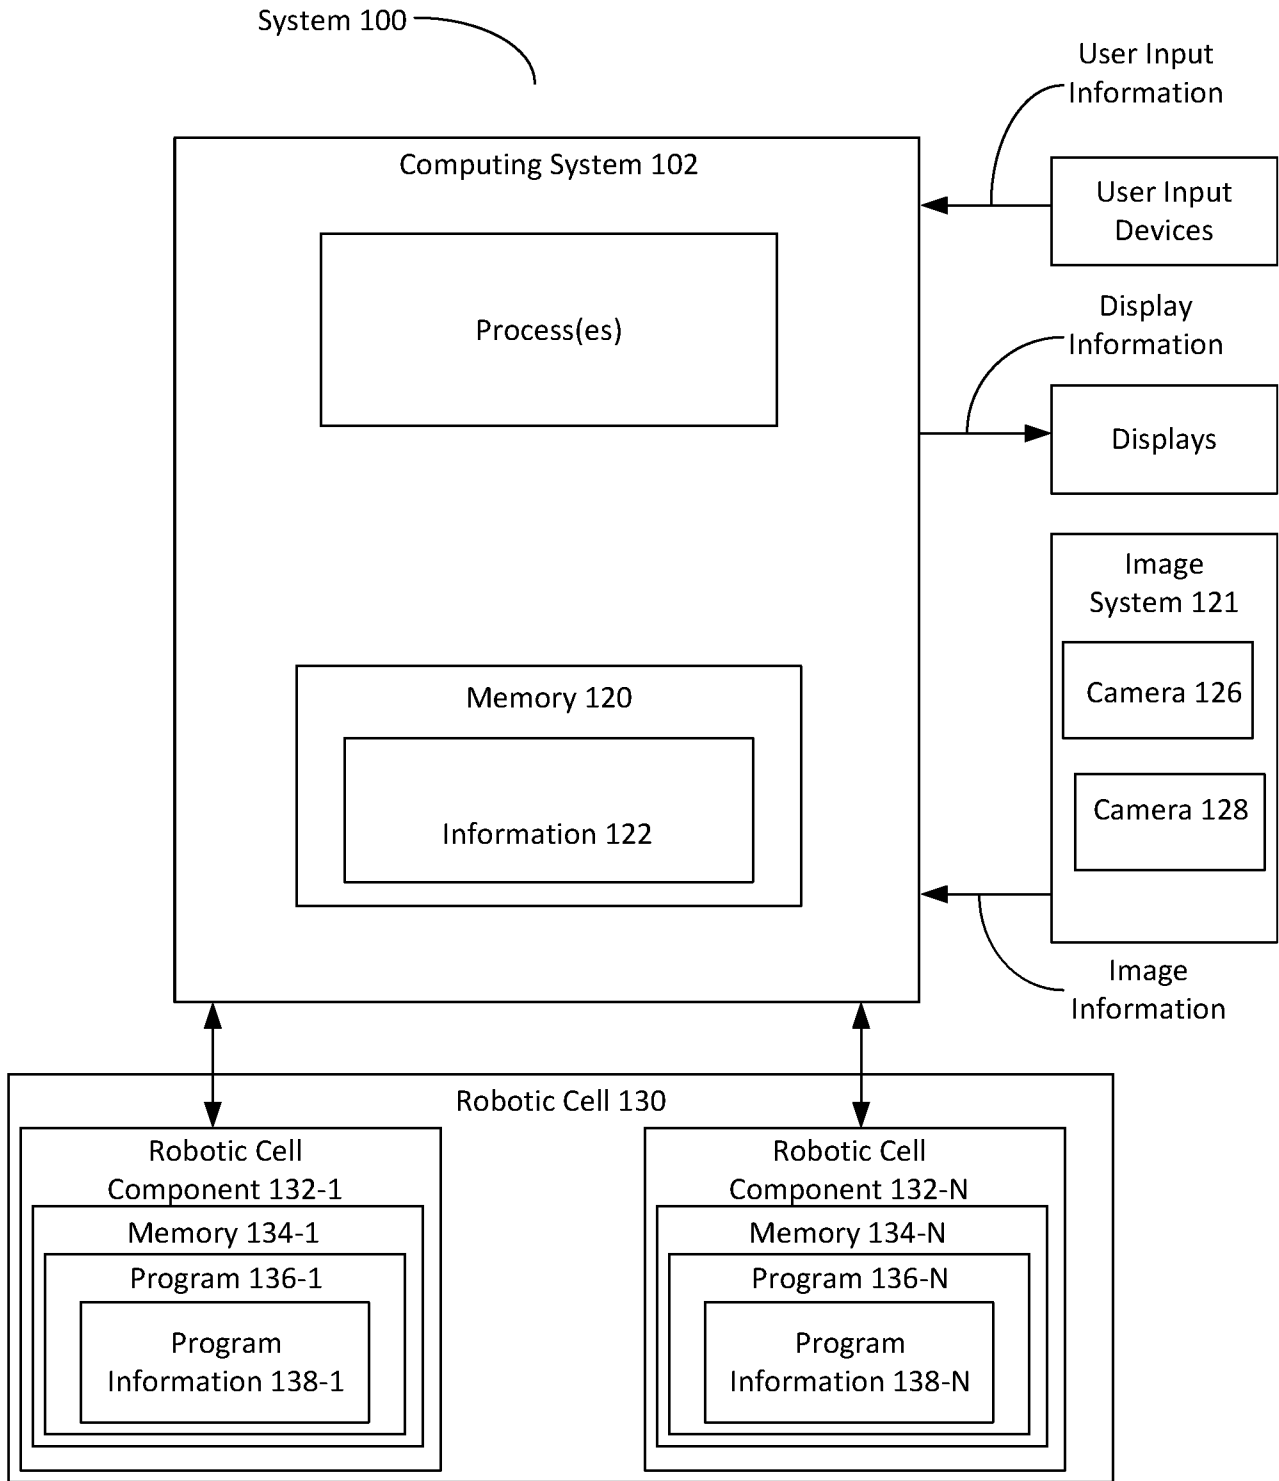 System 100
User Input
Information
Computing System 102
User Input
Devices
Process(es)
Display
Information
Displays
Image
System 121
Camera 126
Camera 128
Memory 120
Information 122
Image
Information
Robotic Cell 130
Robotic Cell
Component 132-1
Memory 134-1
Program 136-1
Program
Information 138-1
Robotic Cell
Component 132-N
Memory 134-N
Program 136-N
Program
Information 138-N